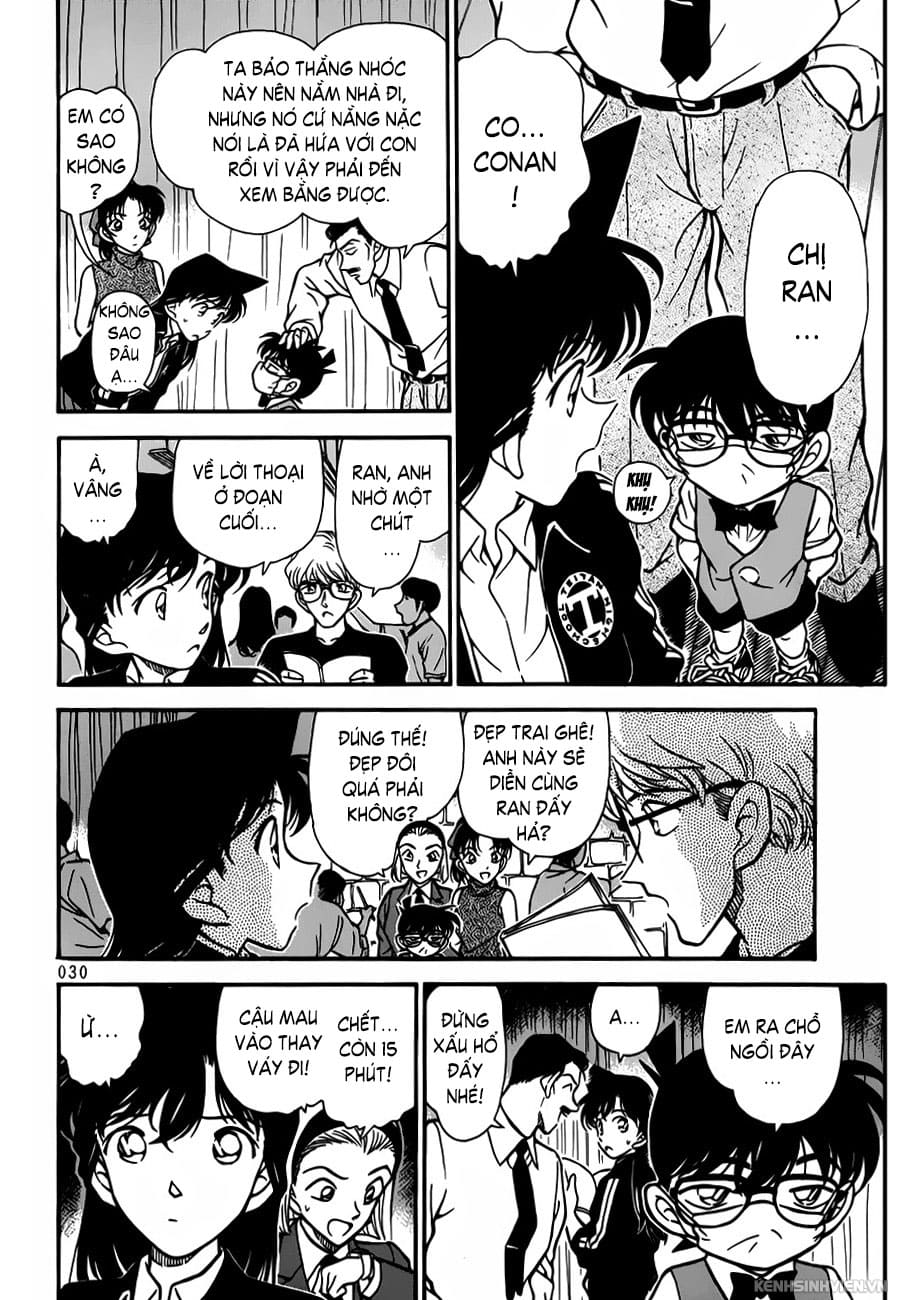 CO...
CONAN
!
CHỊ
RAN
...
KHỤ
KHỤ!
TA BẢO THẰNG NHÓC
NÀY NÊN NẰM NHÀ ĐI,
NHƯNG NÓ CỨ NẰNG NẶC
NÓI LÀ ĐÃ HỨA VỚI CON
RỒI VÌ VẬY PHẢI ĐẾN
XEM BẰNG ĐƯỢC.
EM CÓ
SAO
KHÔNG
?
KHÔNG
SAO
ĐÂU
Ạ...
RAN, ANH
NHỜ MỘT
CHÚT
...
VỀ LỜI THOẠI
Ở ĐOẠN
CUỐI...
À,
VÂNG
...
ĐẸP TRAI GHÊ!
ANH NÀY SẼ
DIỄN CÙNG
RAN ĐẤY
HẢ?
ĐÚNG THẾ!
ĐẸP ĐÔI
QUÁ PHẢI
KHÔNG?
030
EM RA CHỖ
NGỒI ĐÂY
...
A...
ĐỪNG
XẤU HỔ
ĐẤY
NHÉ!
CHẾT...
CÒN 15
PHÚT!
CẬU MAU
VÀO THAY
VÁY ĐI!
Ừ...
KENHSINHVIEN.VN